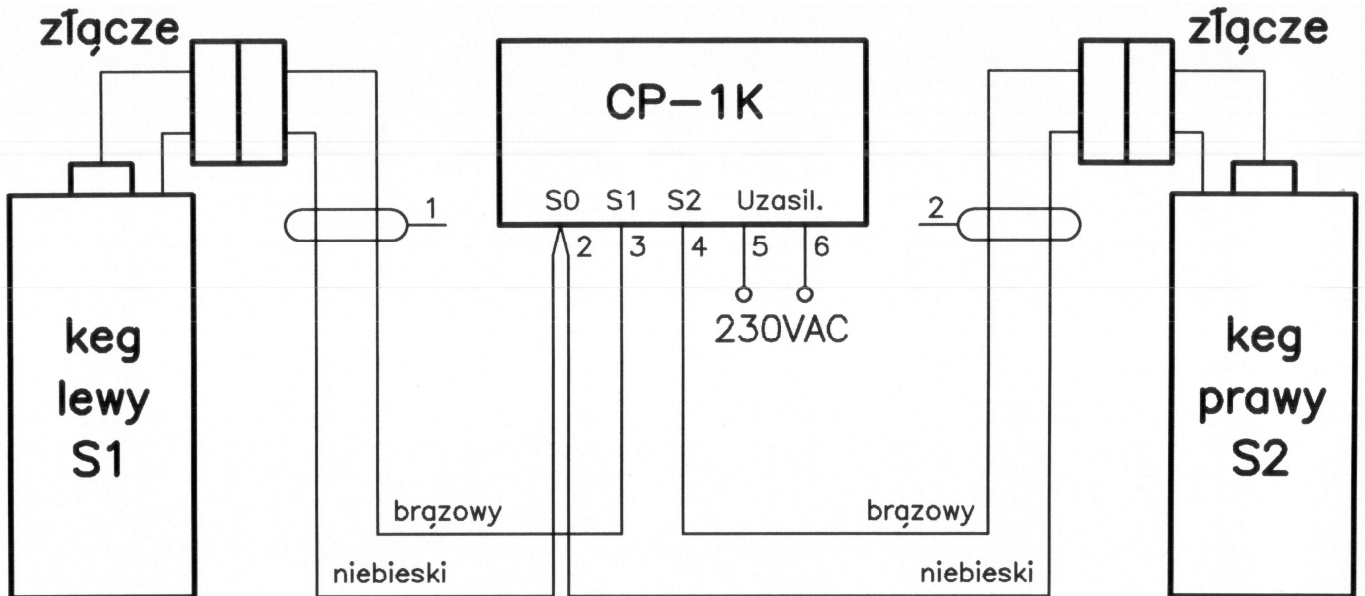 złącze
złącze
CP-1K
S0 S1 S2 Uzasil.
1
2
2 3 4 5 6
230VAC
keg
lewy
S1
keg
prawy
S2
brązowy
brązowy
niebieski
niebieski